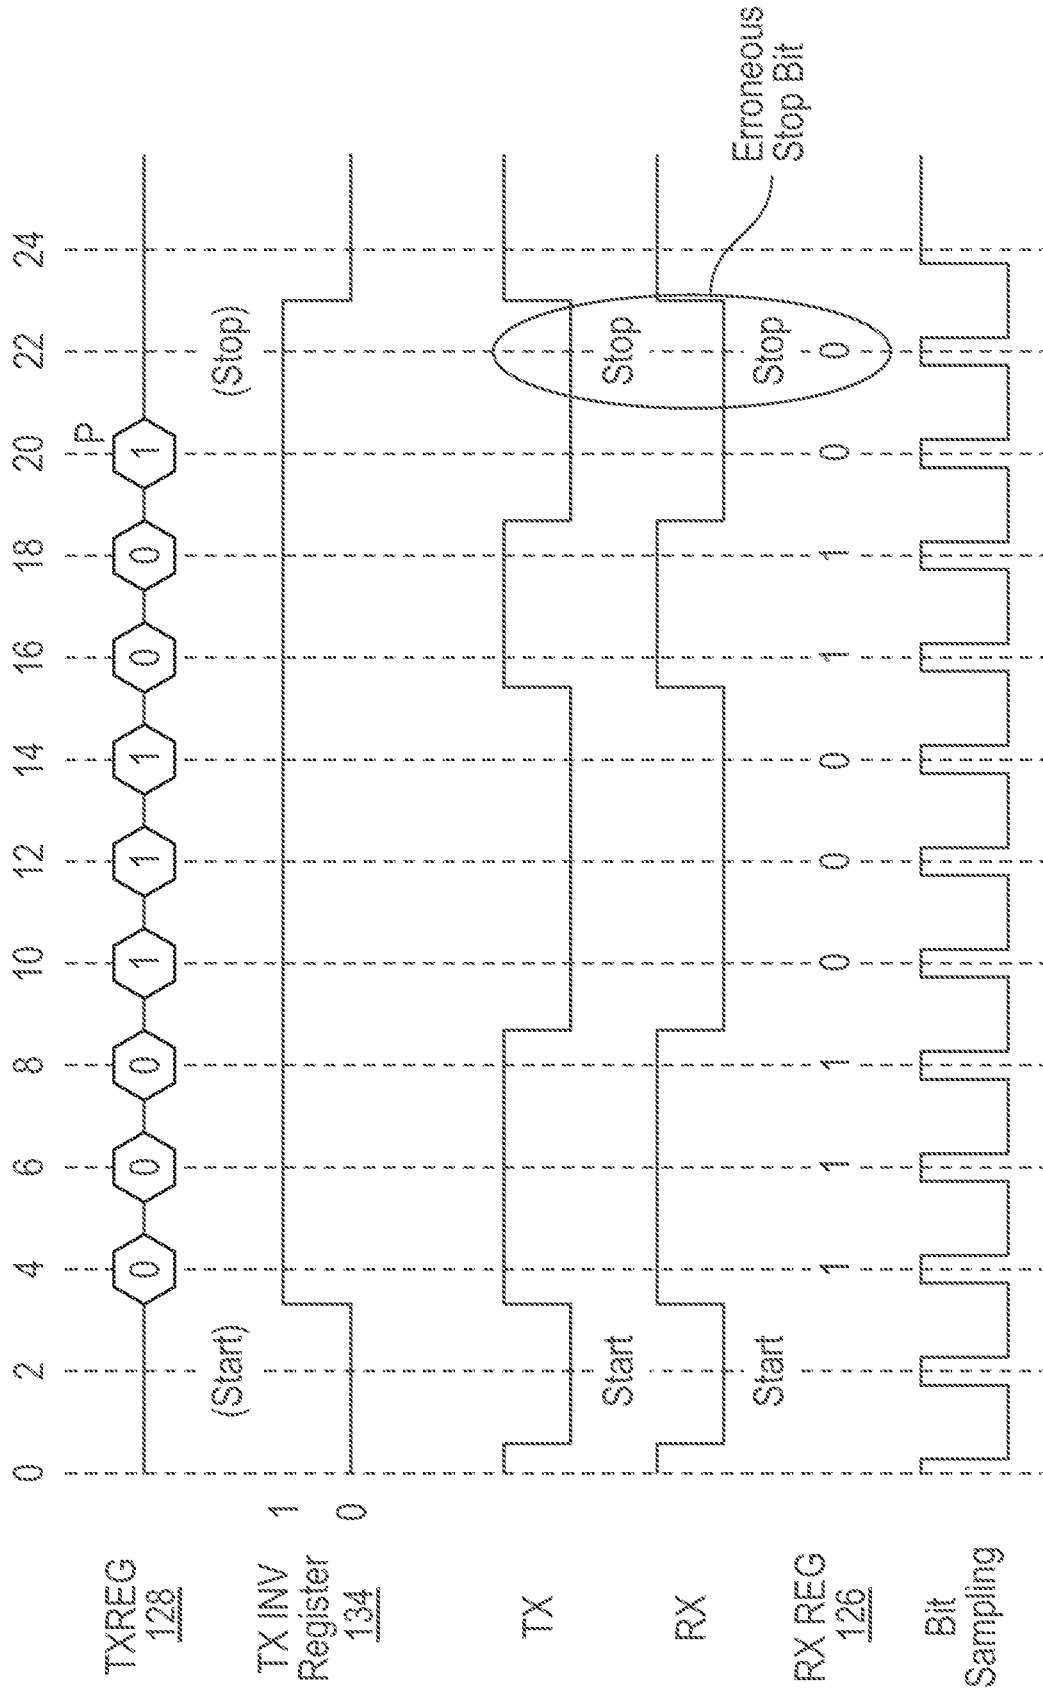 0 2 4 6 8 10 12 14 16 18 20 22 24
P
TXREG
128
0 0 0 0 1 1 1 0 0 1
(Start) (Stop)
TX INV
Register
134
1
0
TX
Start Stop
RX
Start Stop
Erroneous
Stop Bit
RX REG
126
1 1 1 0 0 0 1 1 0 0
Bit
Sampling